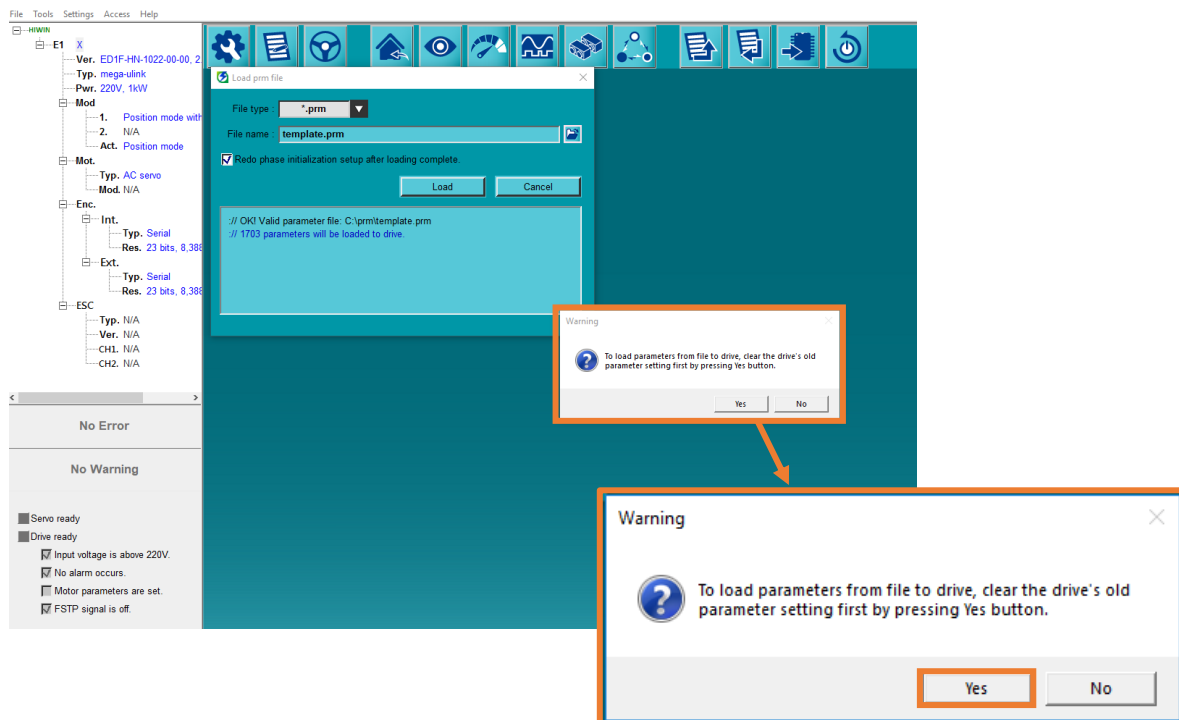 File Tools Settings Access Help
HIWIN
E1 X
Ver. ED1F-HN-1022-00-00, 2
Typ. mega-ulink
Pwr. 220V, 1kW
Mod
1. Position mode with
2. N/A
Act. Position mode
Mot.
Typ. AC servo
Mod. N/A
Enc.
Int.
Typ. Serial
Res. 23 bits, 8,388
Ext.
Typ. Serial
Res. 23 bits, 8,388
ESC
Typ. N/A
Ver. N/A
CH1. N/A
CH2. N/A
No Error
No Warning
Servo ready
Drive ready
Input voltage is above 220V.
No alarm occurs.
Motor parameters are set.
FSTP signal is off.
Load prm file
File type : *.prm
File name : template.prm
Redo phase initialization setup after loading complete.
Load Cancel
:// OK! Valid parameter file: C:\prm\template.prm
:// 1703 parameters will be loaded to drive.
Warning
To load parameters from file to drive, clear the drive's old
parameter setting first by pressing Yes button.
Yes No
Warning
To load parameters from file to drive, clear the drive's old
parameter setting first by pressing Yes button.
Yes No